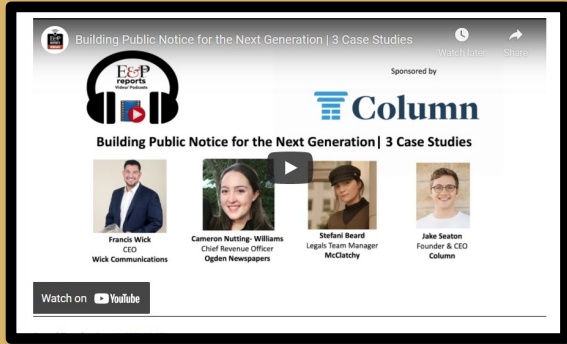 Building Public Notice for the Next Generation | 3 Case Studies
Watch later
Share
E&P
reports
Video Podcasts
Sponsored by
Column
Building Public Notice for the Next Generation| 3 Case Studies
Francis Wick
CEO
Wick Communications
Cameron Nutting- Williams
Chief Revenue Officer
Ogden Newspapers
Stefani Beard
Legals Team Manager
McClatchy
Jake Seaton
Founder & CEO
Column
Watch on YouTube